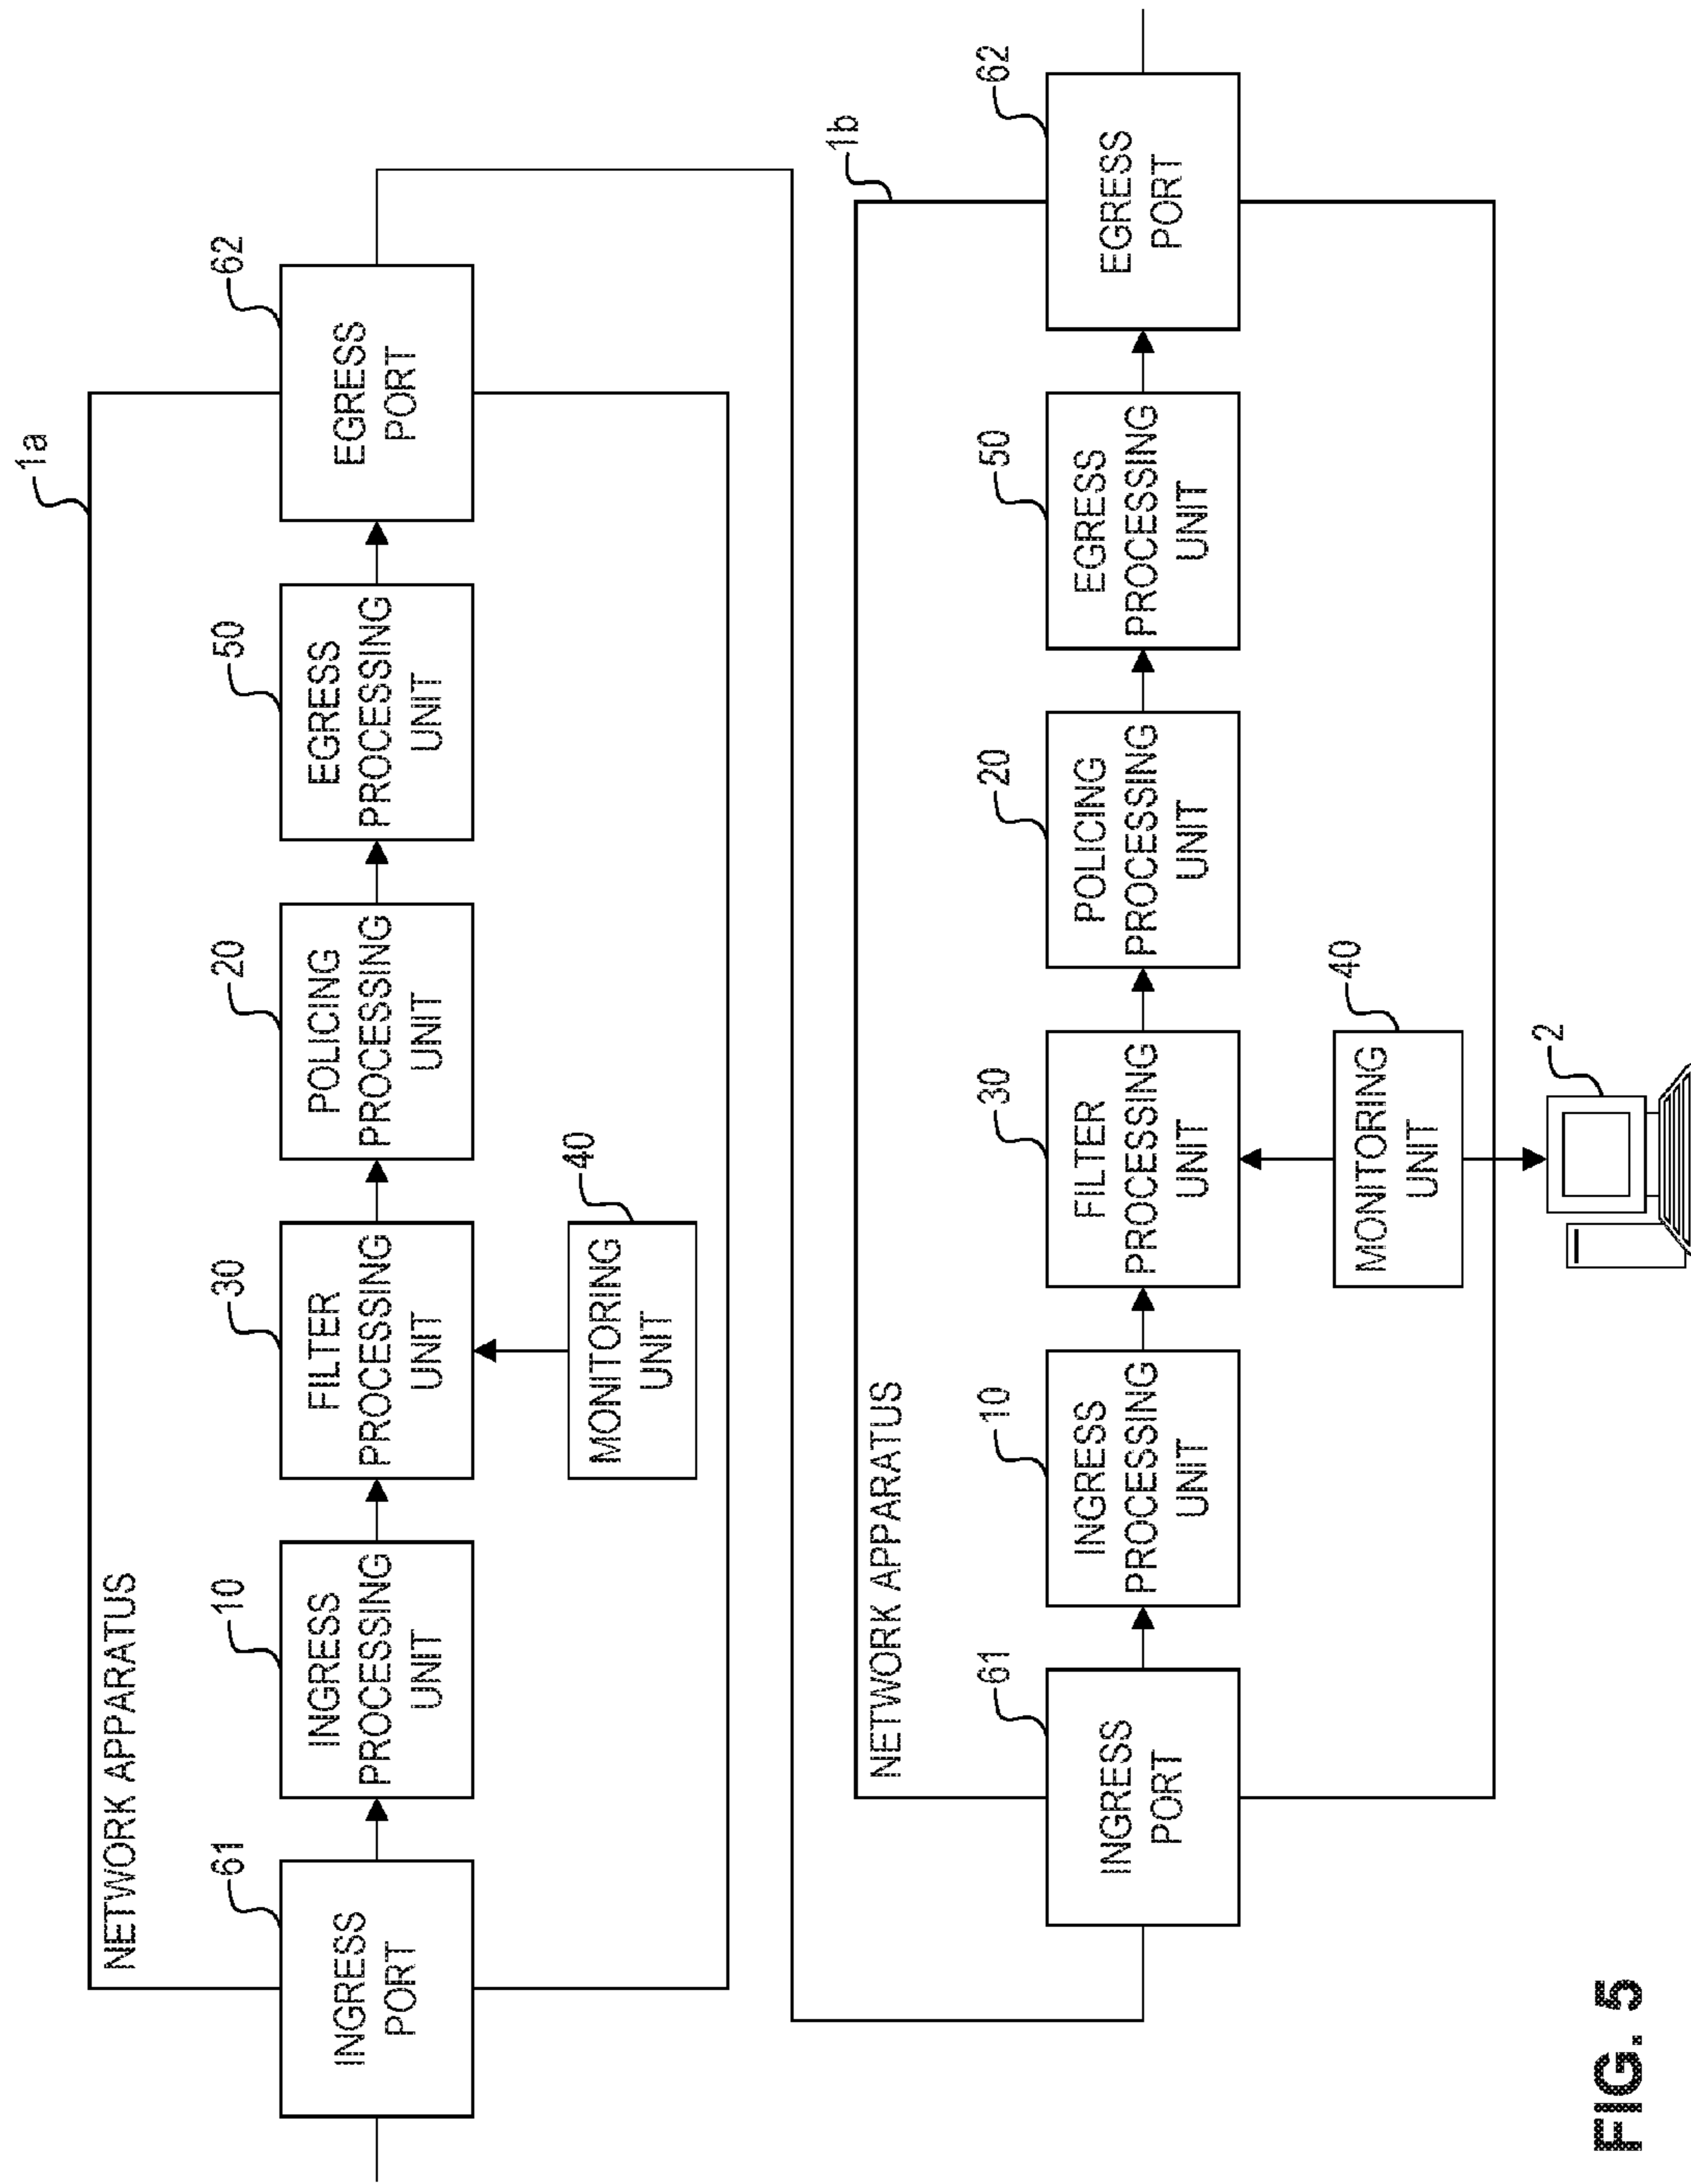 1a
NETWORK APPARATUS
61
10
30
20
50
62
INGRESS
PORT
INGRESS
PROCESSING
UNIT
FILTER
PROCESSING
UNIT
POLICING
PROCESSING
UNIT
EGRESS
PROCESSING
UNIT
EGRESS
PORT
40
MONITORING
UNIT
1b
NETWORK APPARATUS
61
10
30
20
50
62
INGRESS
PORT
INGRESS
PROCESSING
UNIT
FILTER
PROCESSING
UNIT
POLICING
PROCESSING
UNIT
EGRESS
PROCESSING
UNIT
EGRESS
PORT
40
MONITORING
UNIT
2
FIG. 5